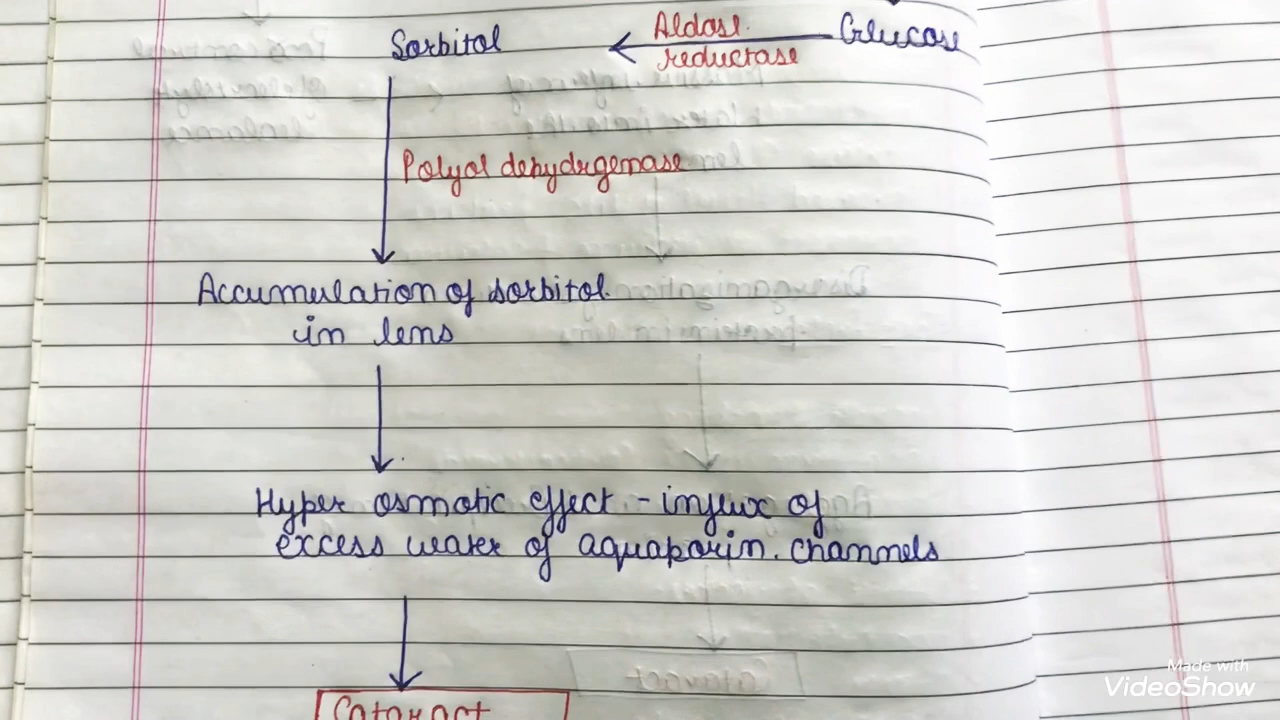 Sorbitol Aldose Glucose
reductase
Polyol dehydrgenase
Accumulation of sorbitol
in lens
Hyper osmotic effect - influx of
excess water of aquaporin channels
Cataract
Made with
VideoShow